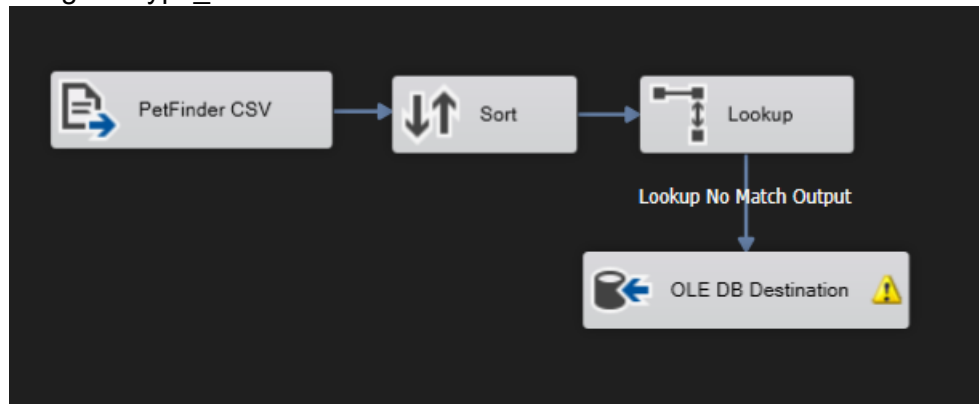 PetFinder CSV
Sort
Lookup
Lookup No Match Output
OLE DB Destination